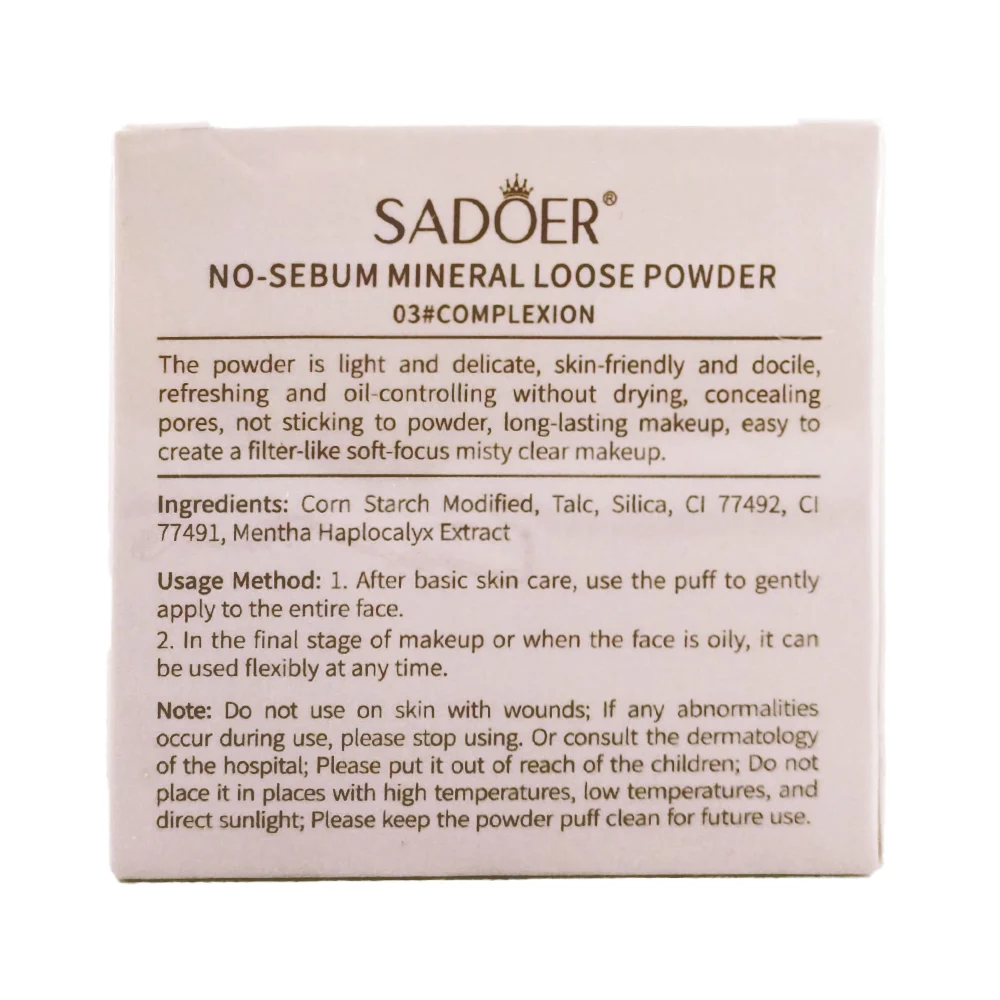 SADOER®
NO-SEBUM MINERAL LOOSE POWDER
03#COMPLEXION
The powder is light and delicate, skin-friendly and docile,
refreshing and oil-controlling without drying, concealing
pores, not sticking to powder, long-lasting makeup, easy to
create a filter-like soft-focus misty clear makeup.
Ingredients: Corn Starch Modified, Talc, Silica, CI 77492, CI
77491, Mentha Haplocalyx Extract
Usage Method: 1. After basic skin care, use the puff to gently
apply to the entire face.
2. In the final stage of makeup or when the face is oily, it can
be used flexibly at any time.
Note: Do not use on skin with wounds; If any abnormalities
occur during use, please stop using. Or consult the dermatology
of the hospital; Please put it out of reach of the children; Do not
place it in places with high temperatures, low temperatures, and
direct sunlight; Please keep the powder puff clean for future use.